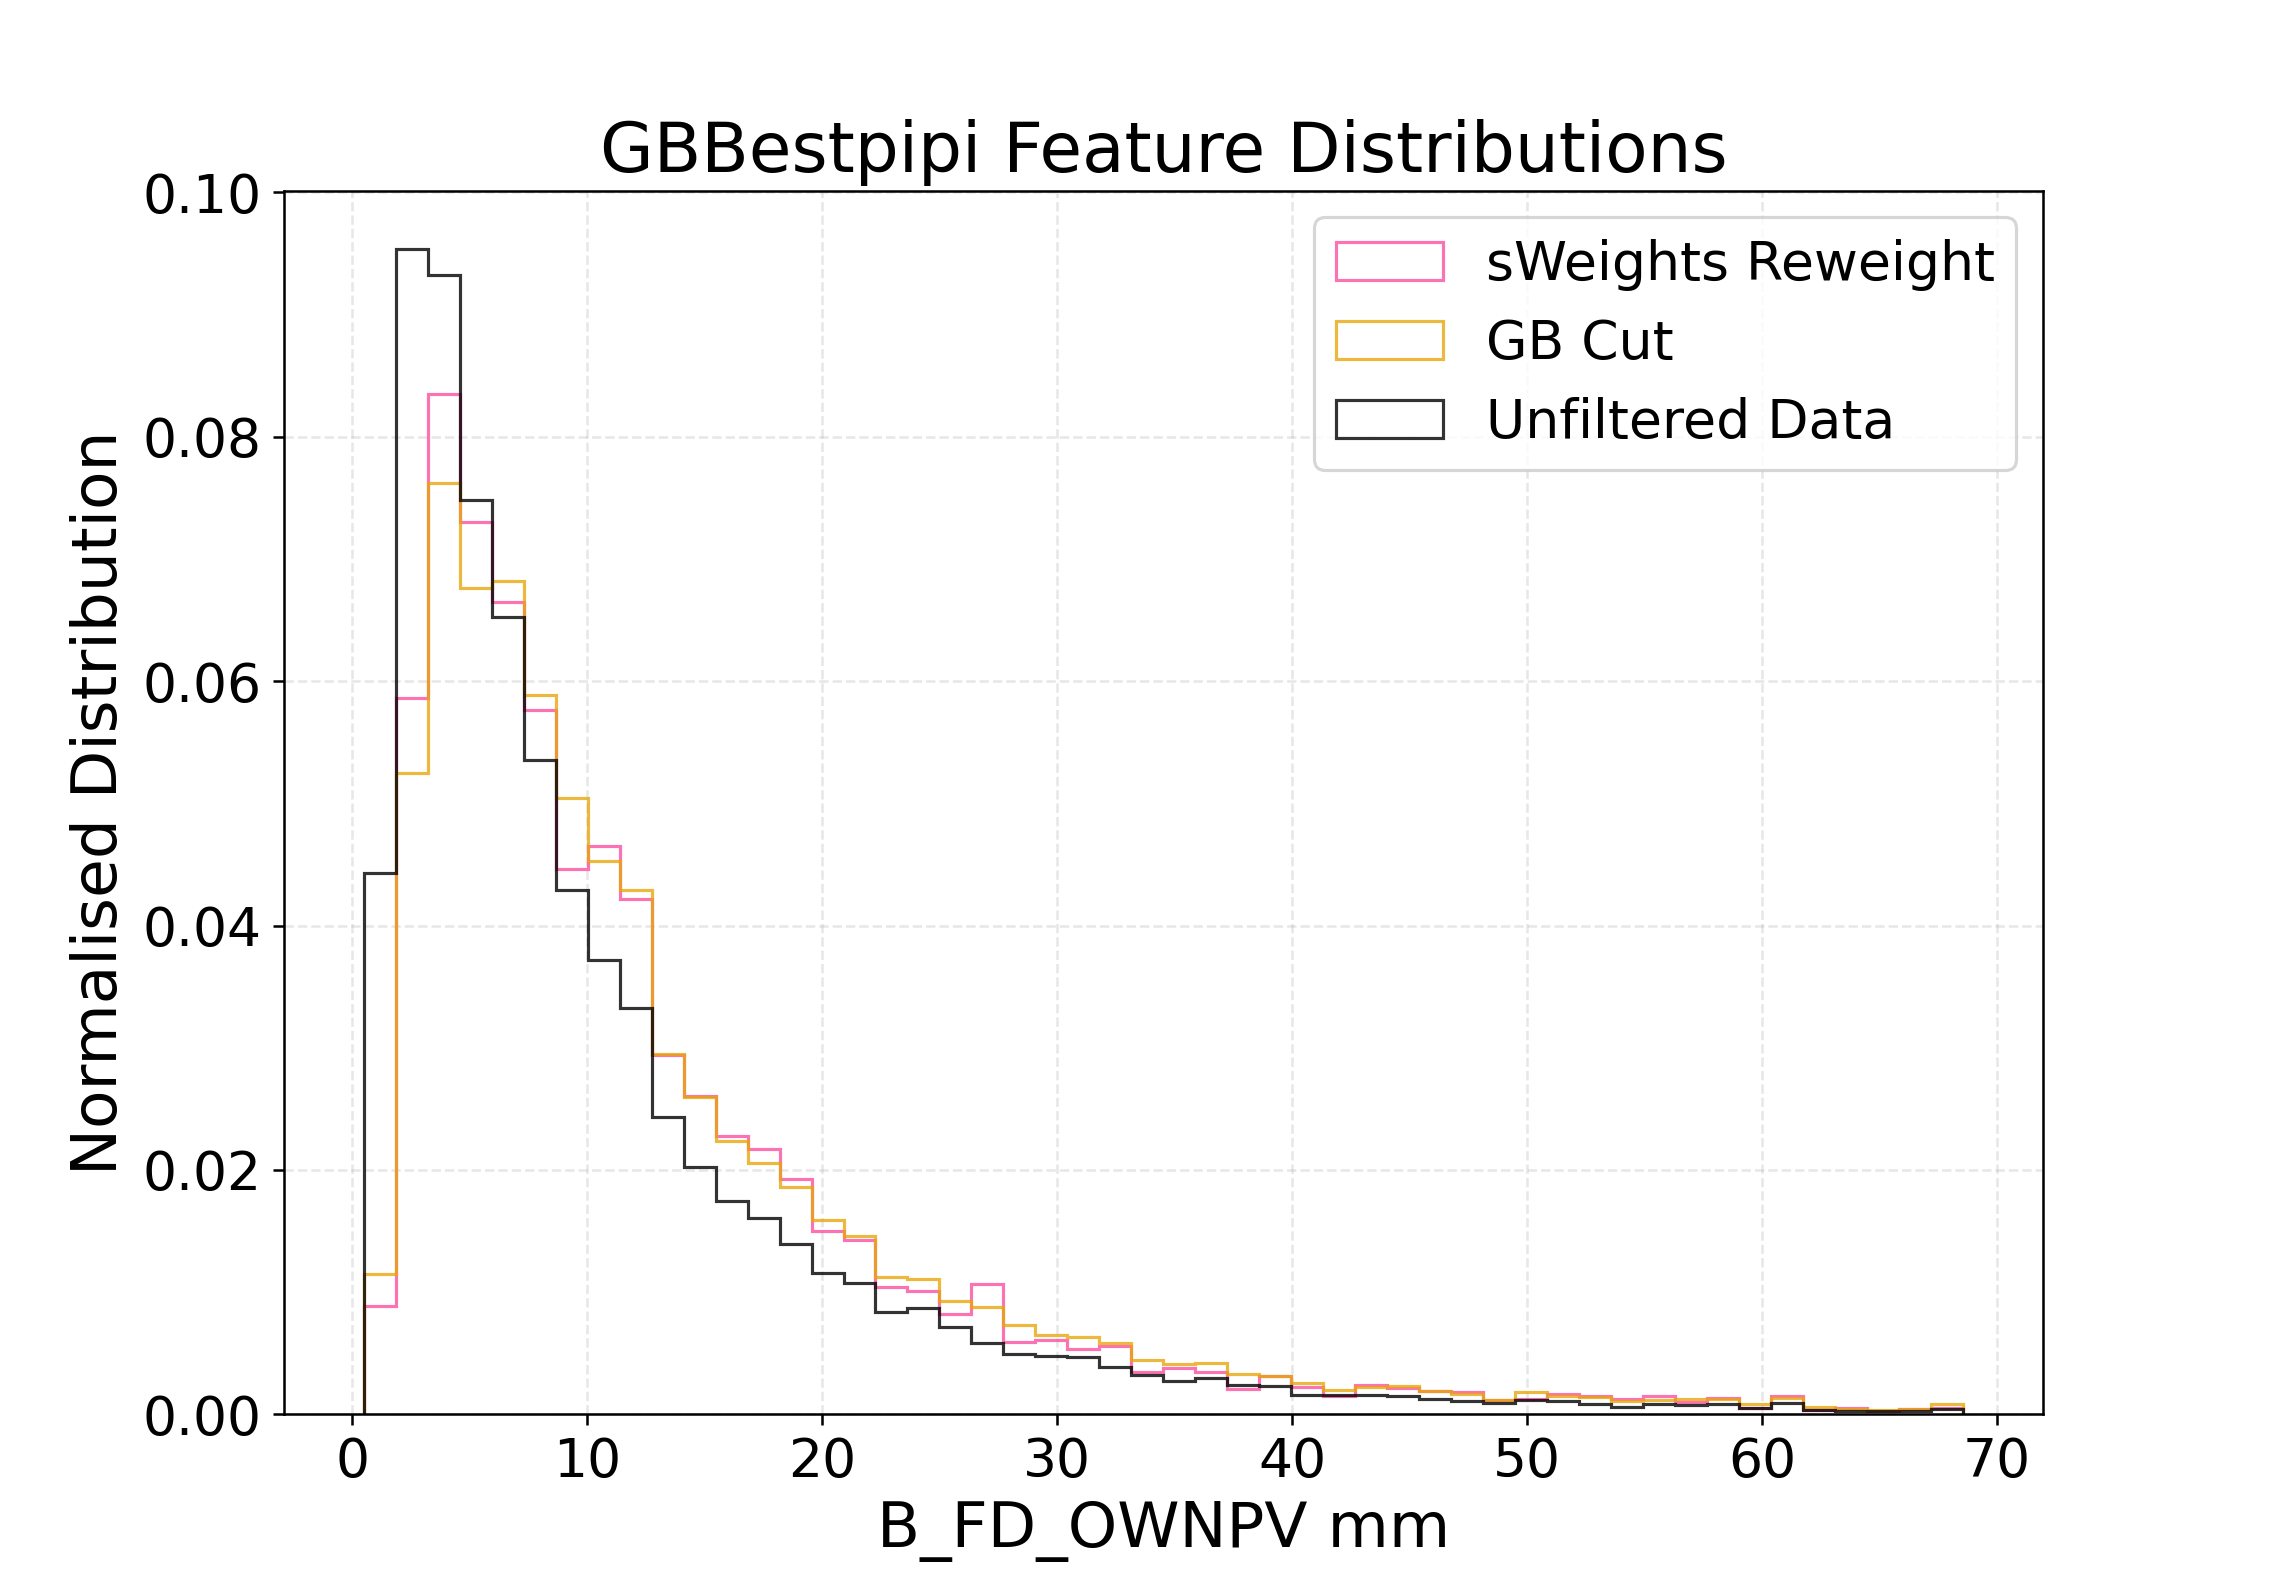 GBBestpipi Feature Distributions
0.10
0.08
0.06
0.04
0.02
0.00
Normalised Distribution
sWeights Reweight
GB Cut
Unfiltered Data
0 10 20 30 40 50 60 70
B_FD_OWNPV mm